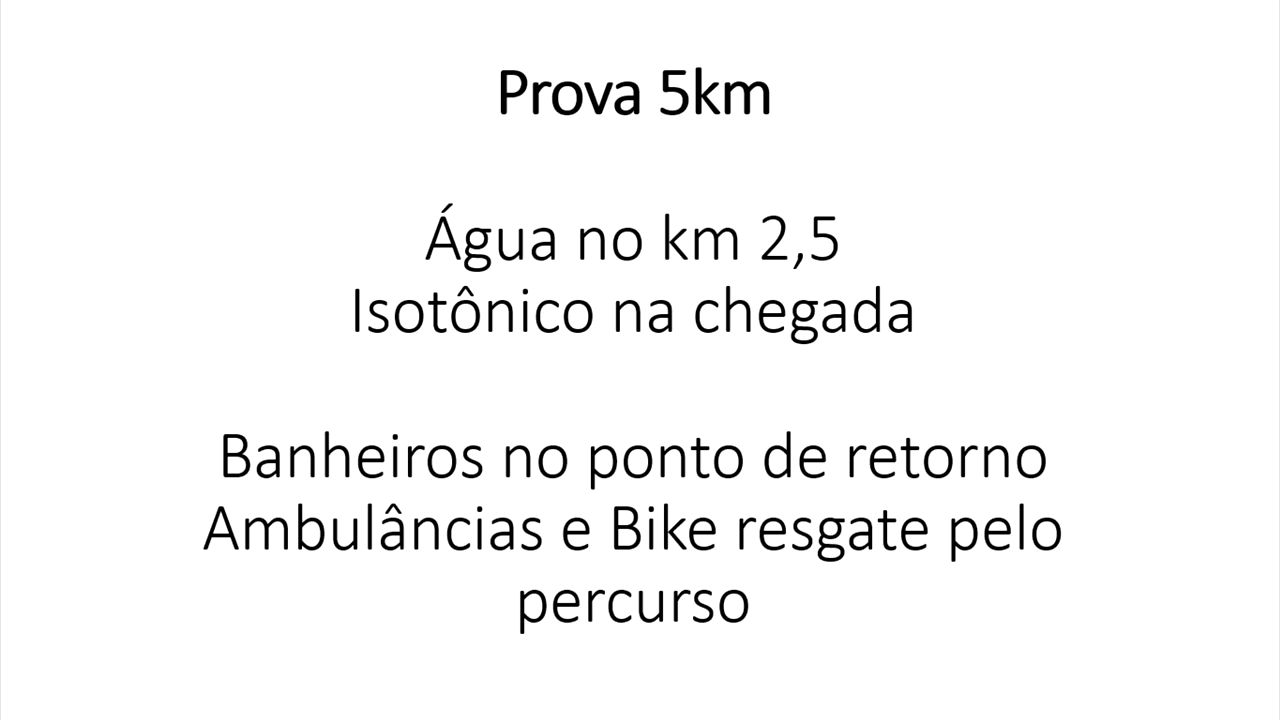 Prova 5km
Água no km 2,5
Isotônico na chegada
Banheiros no ponto de retorno
Ambulâncias e Bike resgate pelo
percurso